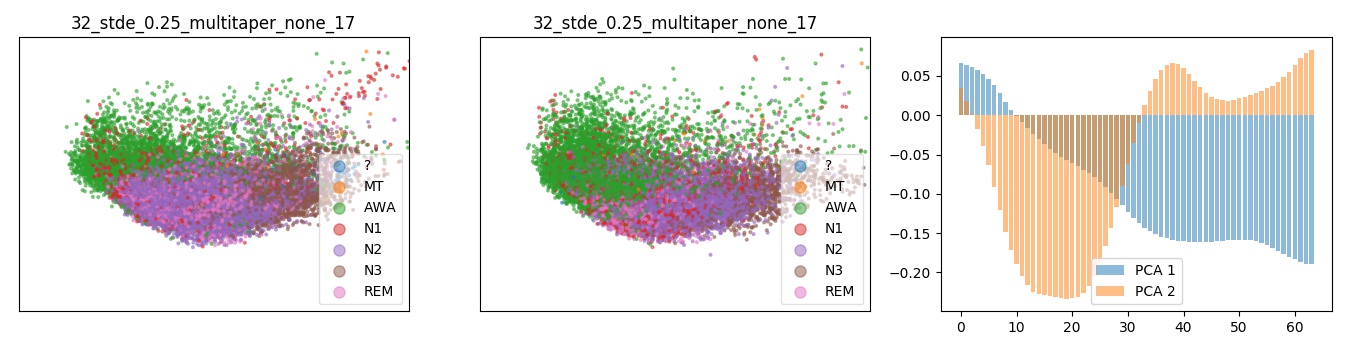 32_stde_0.25_multitaper_none_17
?
MT
AWA
N1
N2
N3
REM
32_stde_0.25_multitaper_none_17
?
MT
AWA
N1
N2
N3
REM
0.05
0.00
−0.05
−0.10
−0.15
−0.20
PCA 1
PCA 2
0 10 20 30 40 50 60